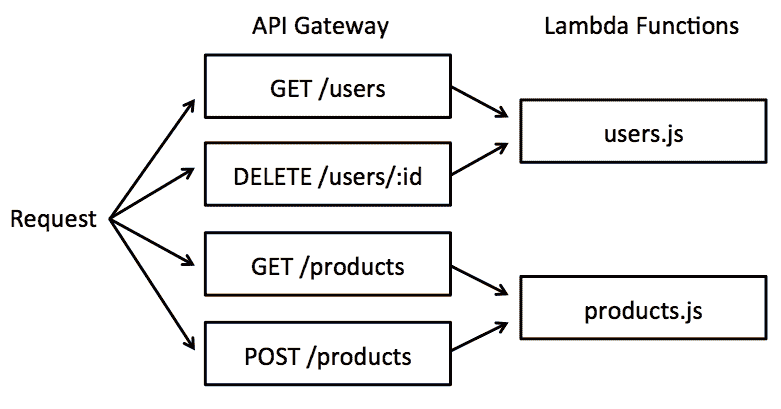 API Gateway
Lambda Functions
GET /users
users.js
DELETE /users/:id
Request
GET /products
products.js
POST /products